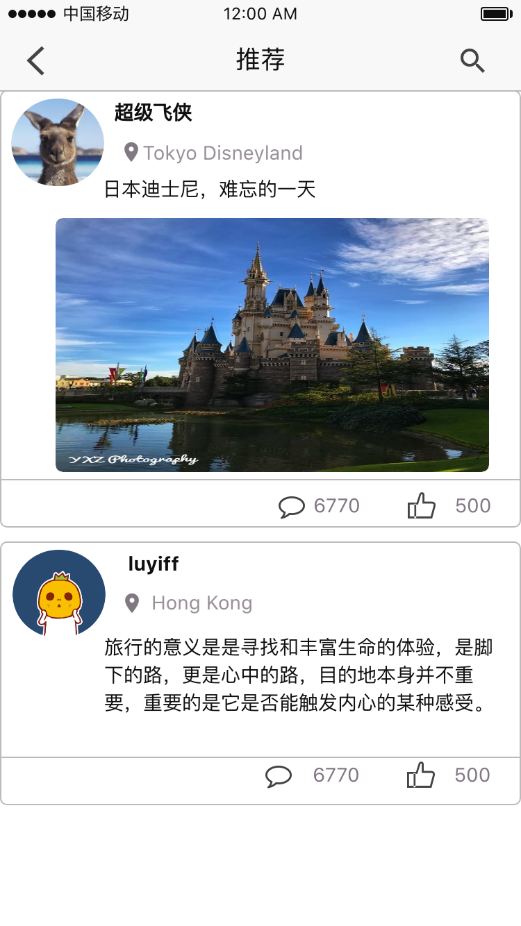 中国移动
12:00 AM
推荐
超级飞侠
Tokyo Disneyland
日本迪士尼，难忘的一天
YXZ Photography
6770
500
luyiff
Hong Kong
旅行的意义是是寻找和丰富生命的体验，是脚
下的路，更是心中的路，目的地本身并不重
要，重要的是它是否能触发内心的某种感受。
6770
500